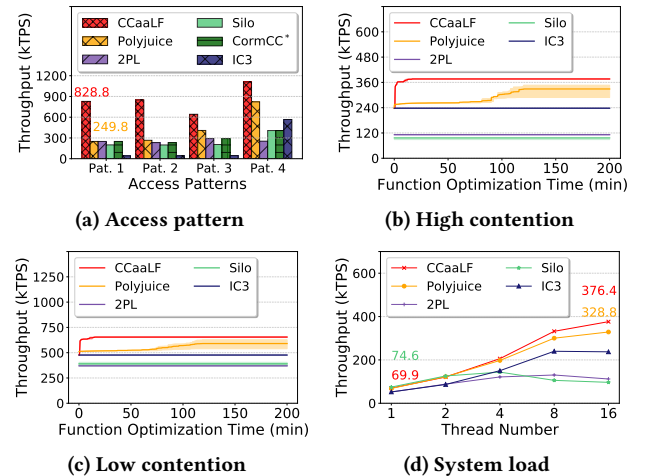 CCaaLF
Polyjuice
2PL
Silo
CormCC*
IC3
Throughput (kTPS)
1200
900
600
300
0
828.8
249.8
Pat. 1 Pat. 2 Pat. 3 Pat. 4
Access Patterns
(a) Access pattern
CCaaLF
Polyjuice
2PL
Silo
IC3
Throughput (kTPS)
600
480
360
240
120
0
0 50 100 150 200
Function Optimization Time (min)
(b) High contention
CCaaLF
Polyjuice
2PL
Silo
IC3
Throughput (kTPS)
1250
1000
750
500
250
0 50 100 150 200
Function Optimization Time (min)
(c) Low contention
CCaaLF
Polyjuice
2PL
Silo
IC3
Throughput (kTPS)
600
400
200
0
376.4
328.8
74.6
69.9
1 2 4 8 16
Thread Number
(d) System load